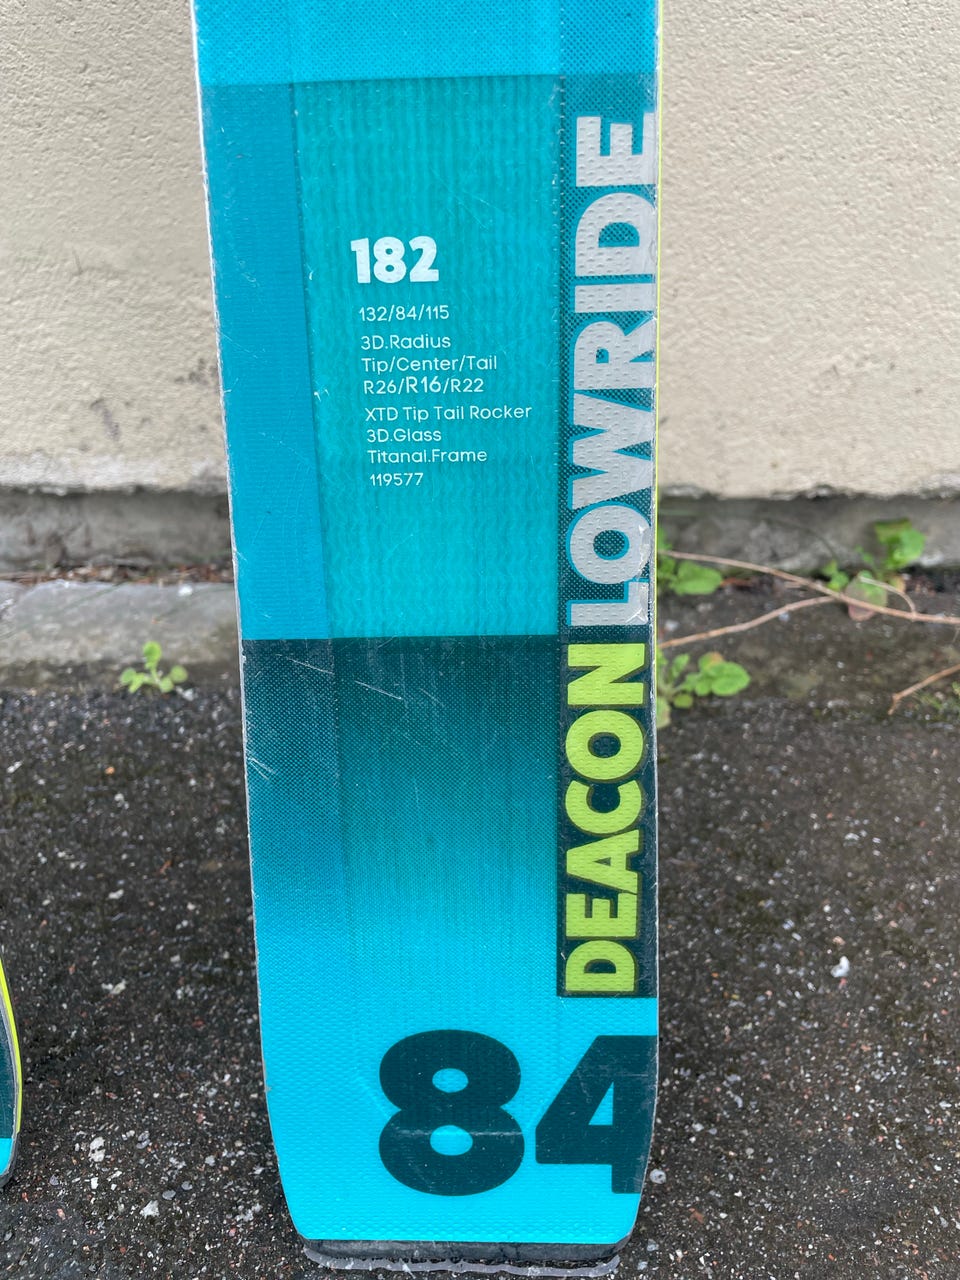 182
132/84/115
3D.Radius
Tip/Center/Tail
R26/R16/R22
XTD Tip Tail Rocker
3D.Glass
Titanal.Frame
119577
DEACON LOWRIDE
84